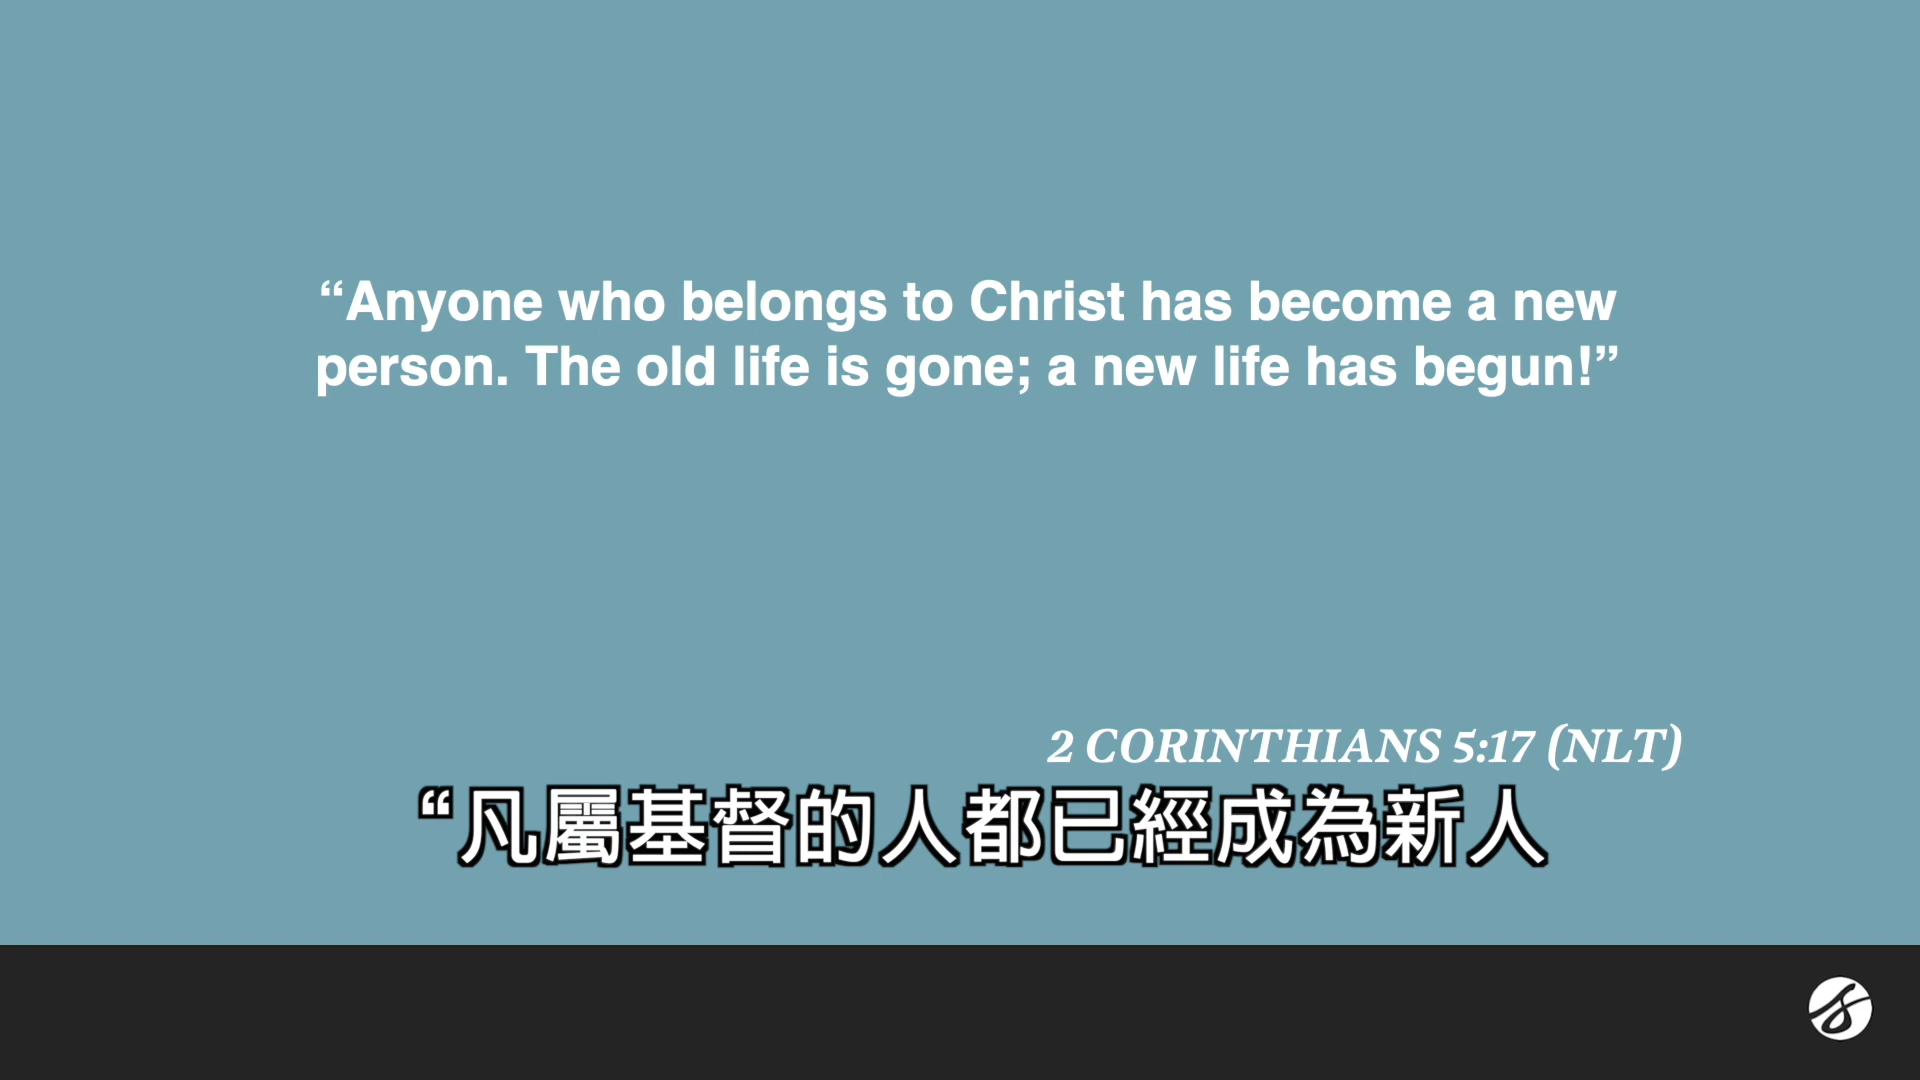 “Anyone who belongs to Christ has become a new
person. The old life is gone; a new life has begun!”
2 CORINTHIANS 5:17 (NLT)
“凡屬基督的人都已經成為新人